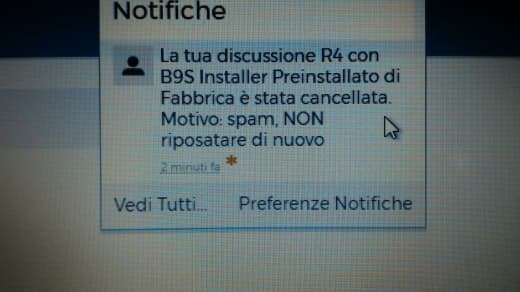 Notifiche
La tua discussione R4 con
B9S Installer Preinstallato di
Fabbrica è stata cancellata.
Motivo: spam, NON
riposatare di nuovo
2 minuti fa *
Vedi Tutti... Preferenze Notifiche